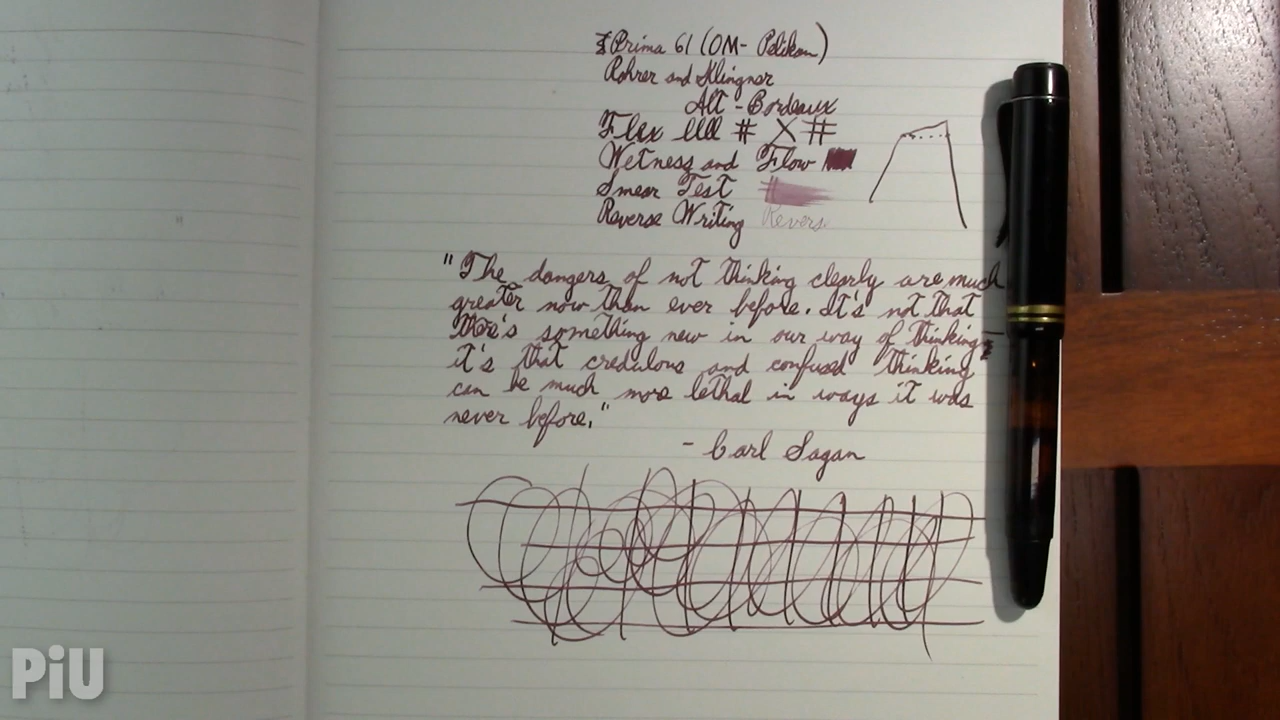 Prima 61 (OM- Pelikan)
Rohrer and Klingner
Alt - Bordeaux
Flex llll # X #
Wetness and Flow
Smear Test
Reverse Writing Revers
"The dangers of not thinking clearly are much
greater now than ever before. It's not that
there's something new in our way of thinking
it's that credulous and confused thinking
can be much more lethal in ways it was
never before."
- Carl Sagan
PiU